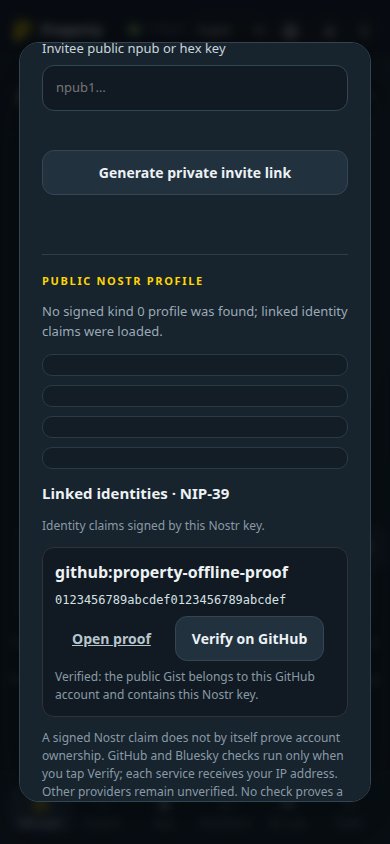 Invitee public npub or hex key
npub1...
Generate private invite link
PUBLIC NOSTR PROFILE
No signed kind 0 profile was found; linked identity
claims were loaded.
Linked identities · NIP-39
Identity claims signed by this Nostr key.
github:property-offline-proof
0123456789abcdef0123456789abcdef
Open proof
Verify on GitHub
Verified: the public Gist belongs to this GitHub
account and contains this Nostr key.
A signed Nostr claim does not by itself prove account
ownership. GitHub and Bluesky checks run only when
you tap Verify; each service receives your IP address.
Other providers remain unverified. No check proves a